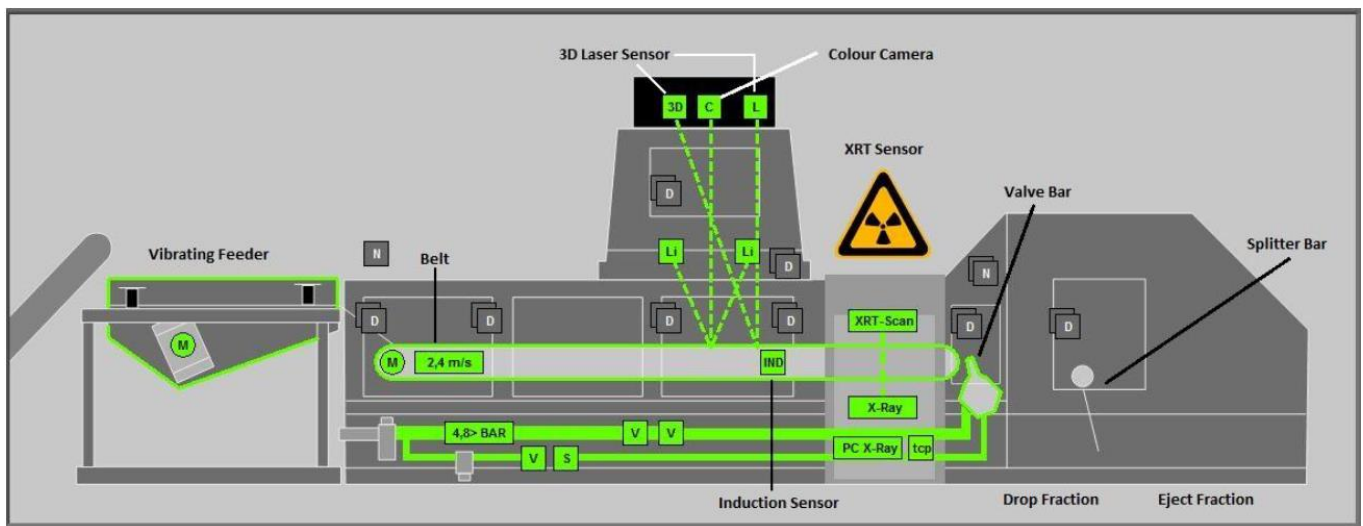 3D Laser Sensor
Colour Camera
3D C L
XRT Sensor
D
Valve Bar
Vibrating Feeder
N
Belt
Li Li
D
N
Splitter Bar
D D D D XRT-Scan D D
M
M 2,4 m/s IND
X-Ray
4,8> BAR V V
PC X-Ray tcp
V S
Induction Sensor
Drop Fraction Eject Fraction